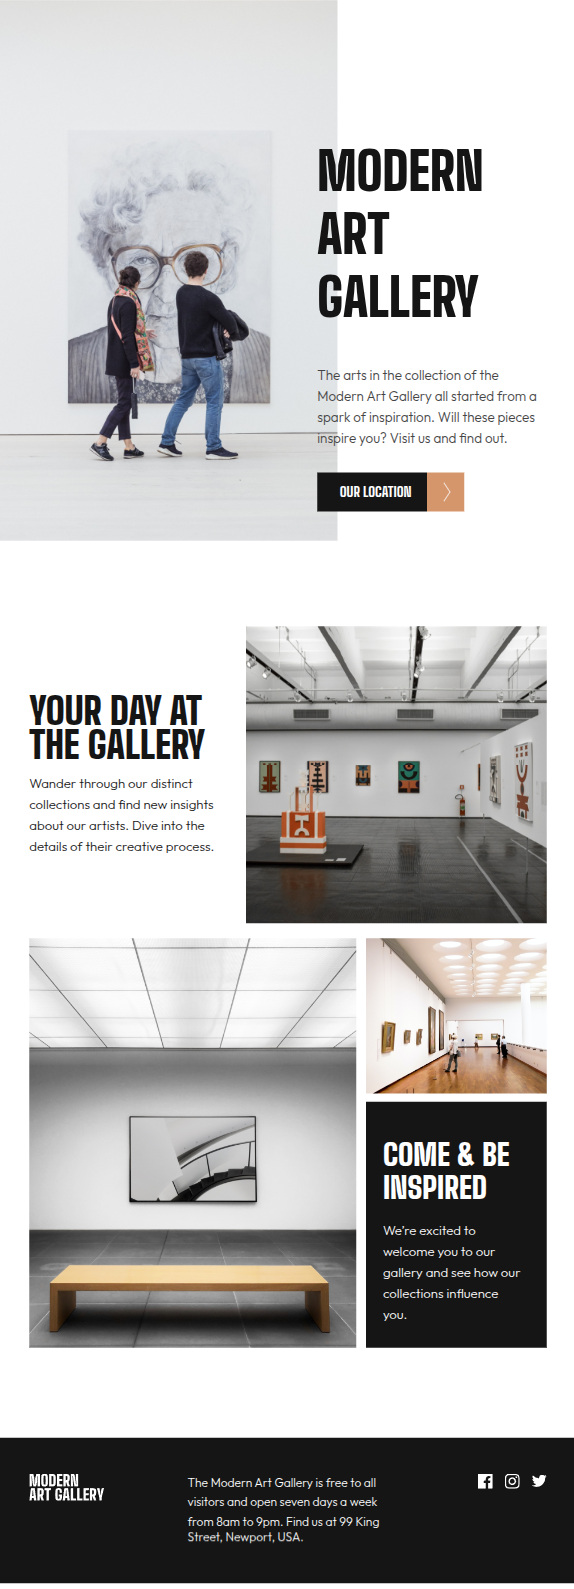 MODERN
ART
GALLERY
The arts in the collection of the
Modern Art Gallery all started from a
spark of inspiration. Will these pieces
inspire you? Visit us and find out.
OUR LOCATION
YOUR DAY AT
THE GALLERY
Wander through our distinct
collections and find new insights
about our artists. Dive into the
details of their creative process.
COME & BE
INSPIRED
We're excited to
welcome you to our
gallery and see how our
collections influence
you.
MODERN
ART GALLERY
The Modern Art Gallery is free to all
visitors and open seven days a week
from 8am to 9pm. Find us at 99 King
Street, Newport, USA.